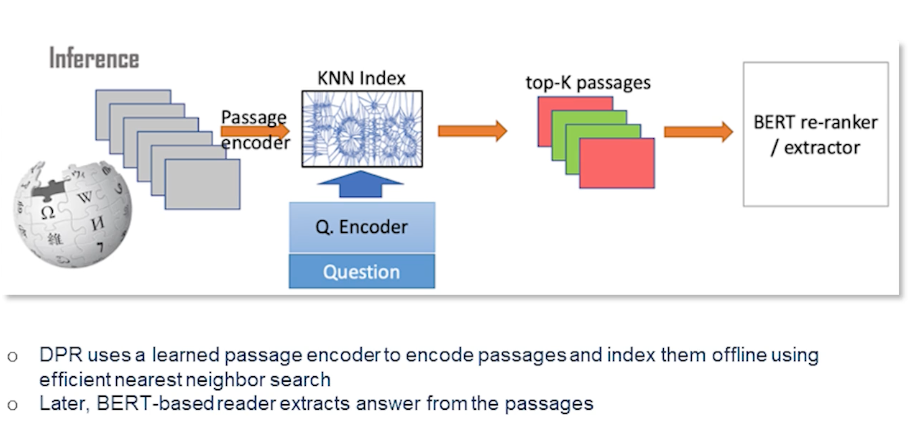 Inference
KNN Index
top-K passages
Passage
encoder
BERT re-ranker
/ extractor
Ω
W
И
維
7
Q. Encoder
Question
o DPR uses a learned passage encoder to encode passages and index them offline using
efficient nearest neighbor search
o Later, BERT-based reader extracts answer from the passages